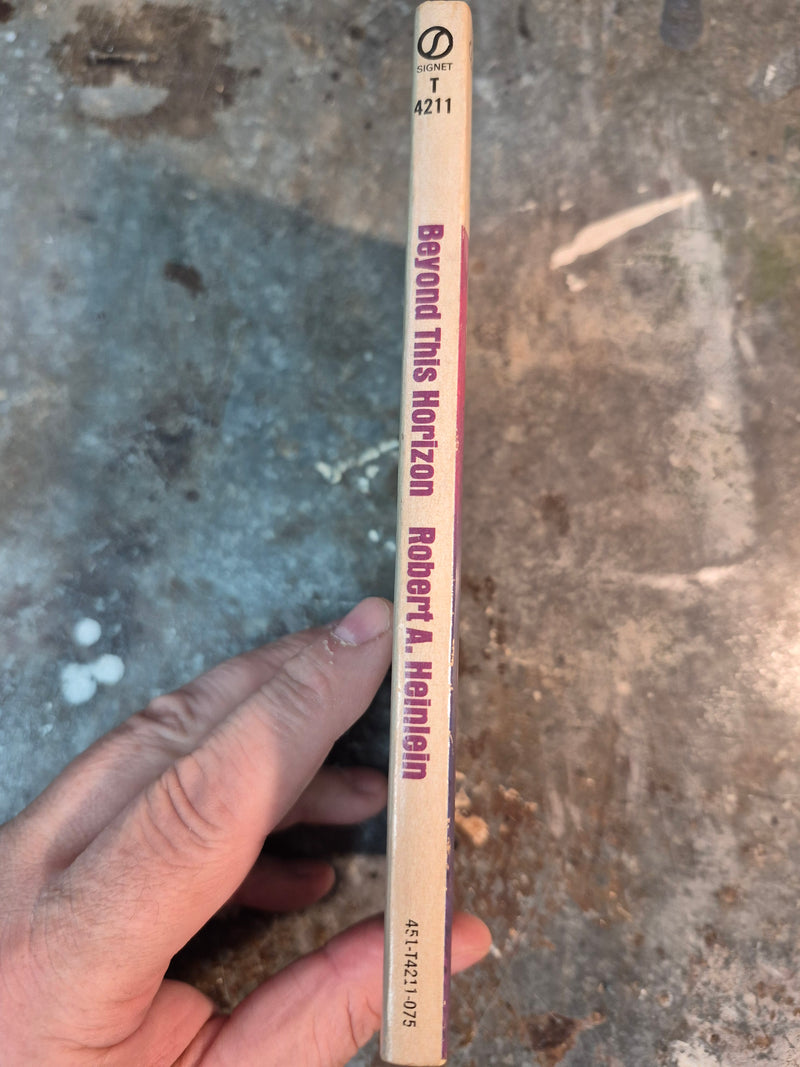 SIGNET
T
4211
Beyond This Horizon Robert A. Heinlein
451-T4211-075